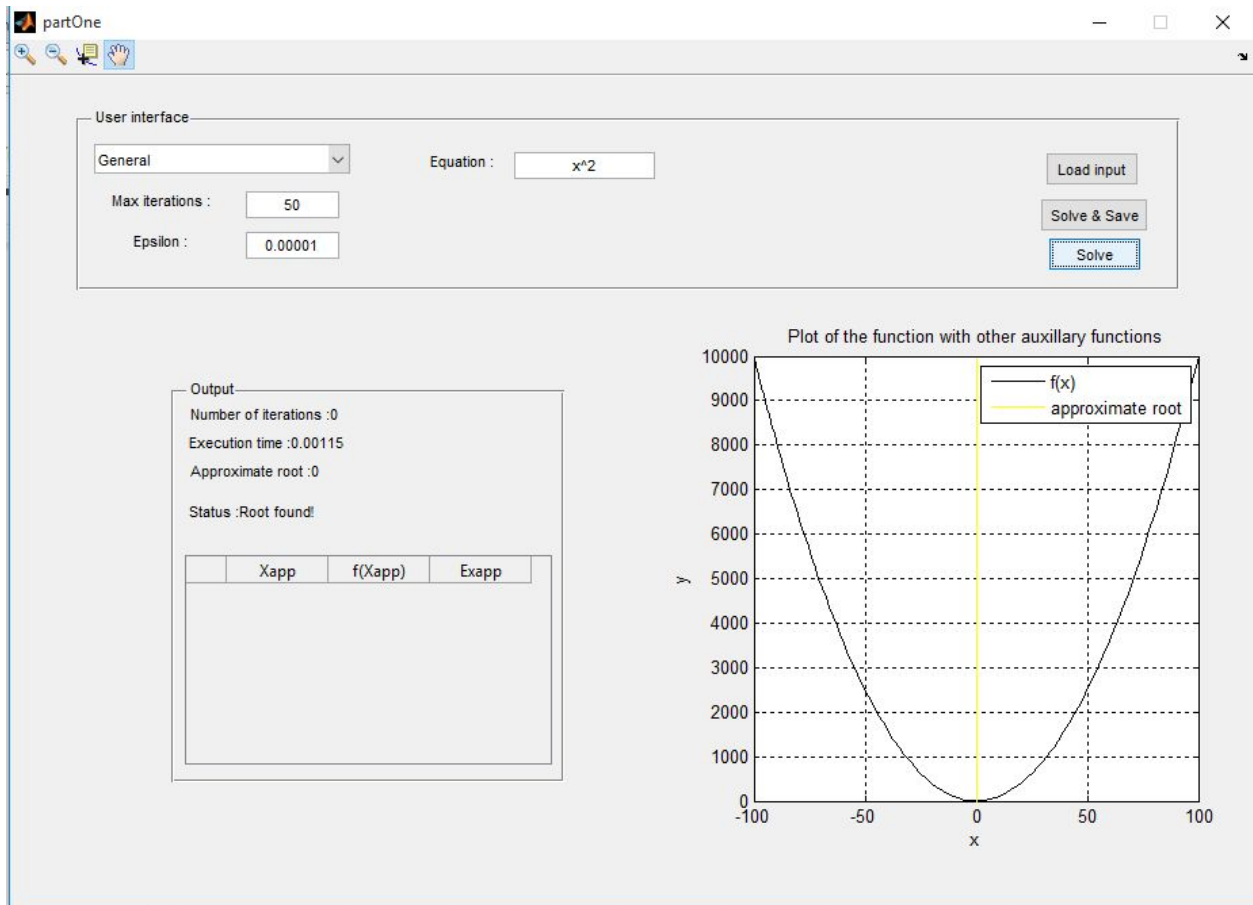 partOne
User interface
General
Equation :
x^2
Load input
Max iterations :
50
Solve & Save
Epsilon :
0.00001
Solve
Plot of the function with other auxillary functions
Output
Number of iterations :0
Execution time :0.00115
Approximate root :0
Status :Root found!
Xapp f(Xapp) Exapp
f(x)
approximate root
10000
9000
8000
7000
6000
5000
4000
3000
2000
1000
0
y
-100 -50 0 50 100
x